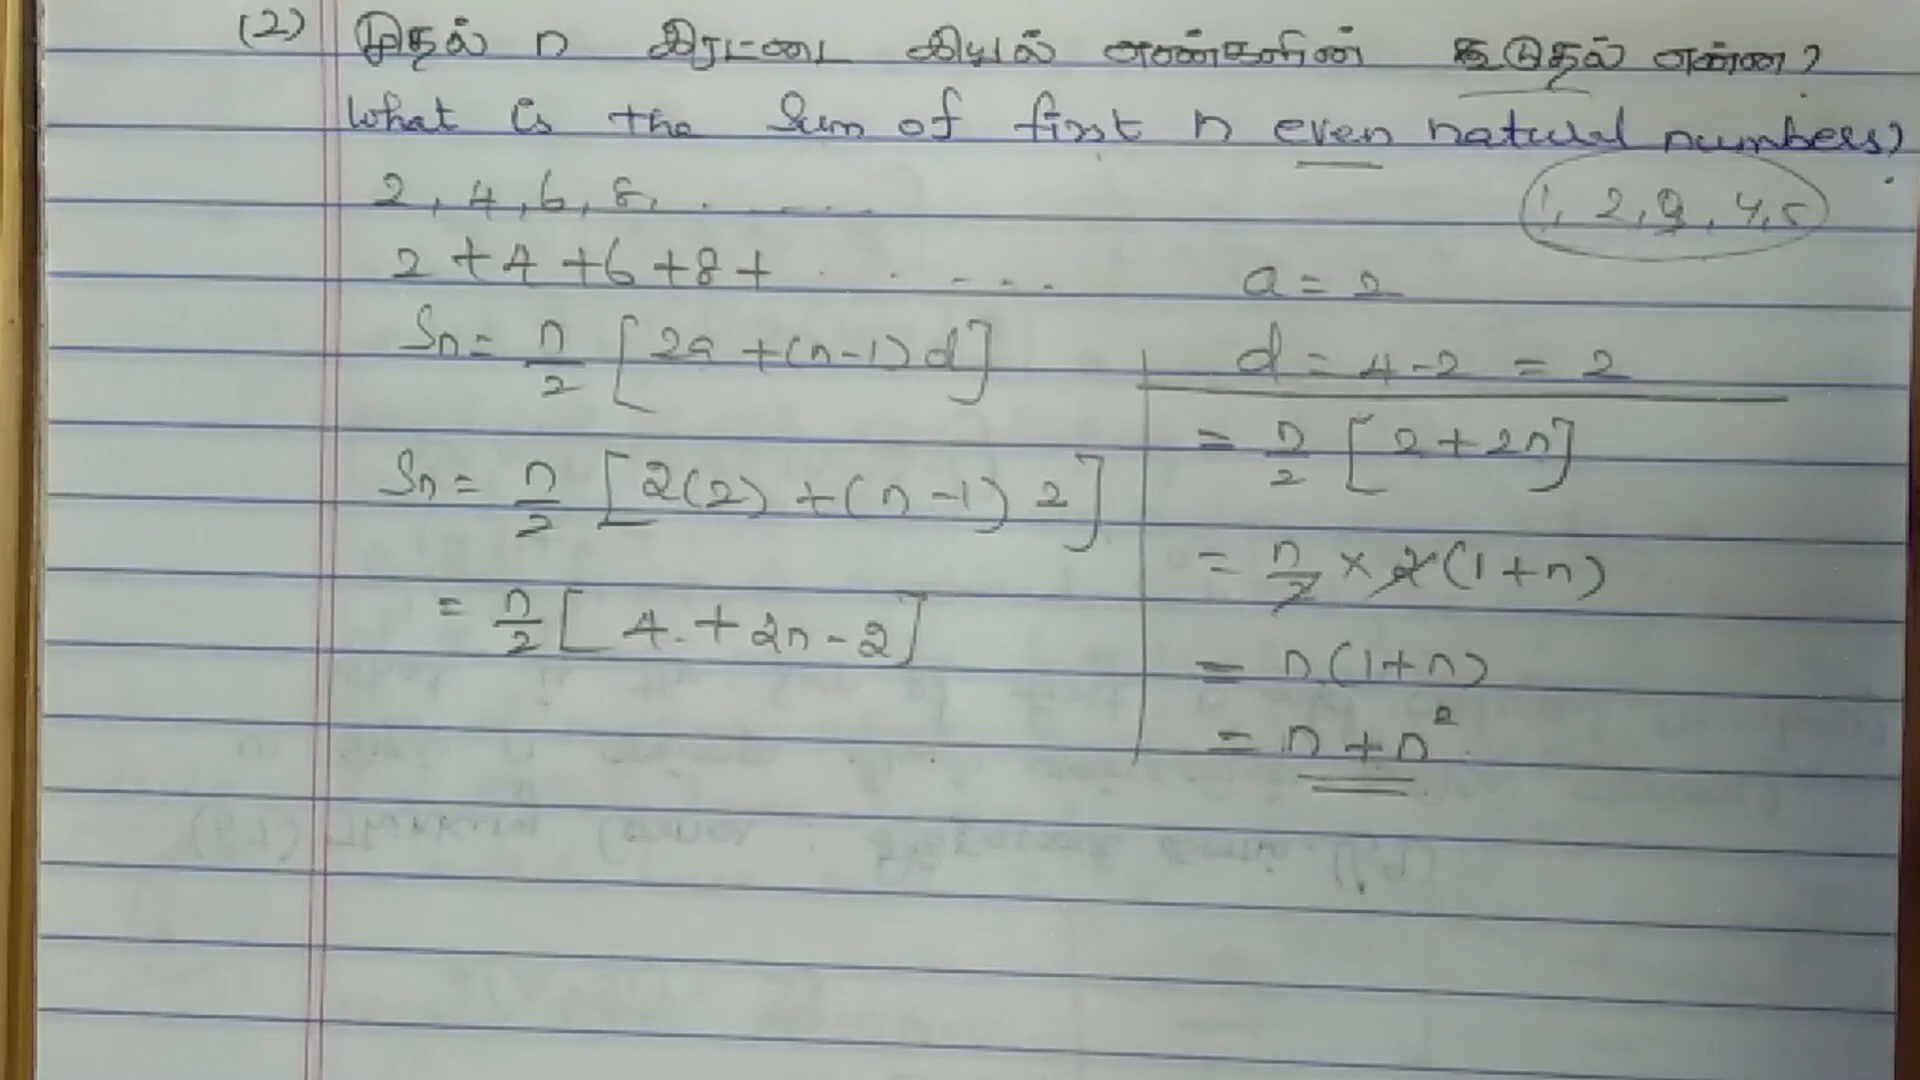 (2) முதல் n இரட்டை இயல் எண்களின் கூடுதல் என்ன?
What is the Sum of first n even natural numbers?
2, 4, 6, 8, . - - - -
1, 2, 3, 4, 5
2 + 4 + 6 + 8 + . . - - - -
Sn = n/2 [2a + (n-1) d]
Sn = n/2 [2(2) + (n-1) 2]
= n/2 [4 + 2n - 2]
a = 2
d = 4 - 2 = 2
= n/2 [2 + 2n]
= n/2 × 2 (1+n)
= n (1+n)
= n + n²